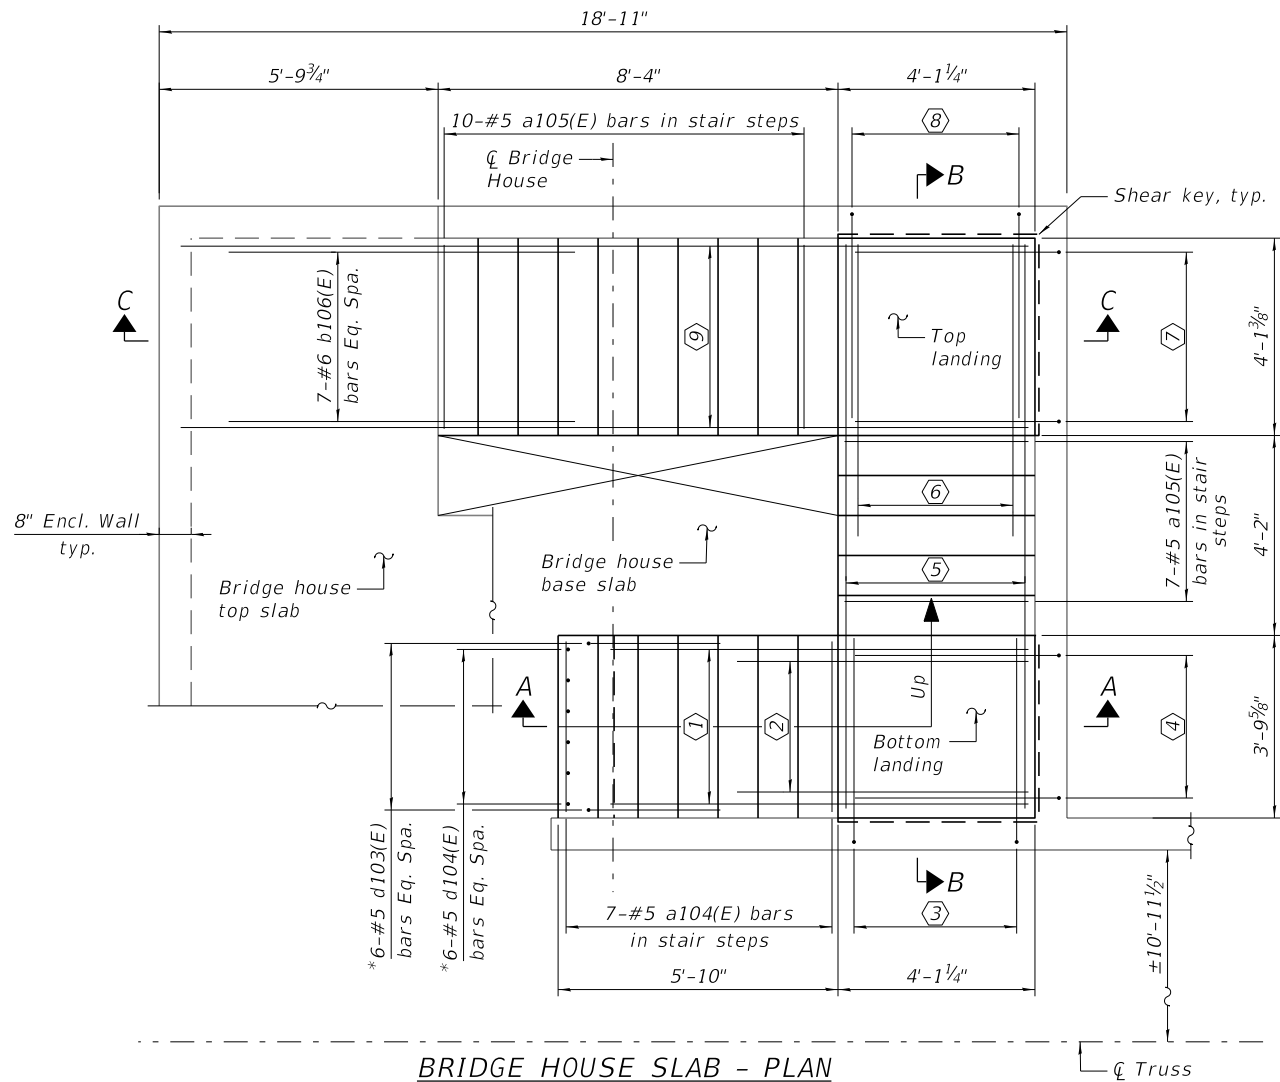 18'-11"
5'-9¾"
8'-4"
4'-1¼"
10-#5 a105(E) bars in stair steps
8
℄ Bridge
House
B
Shear key, typ.
7-#6 b106(E)
bars Eq. Spa.
C
9
Top
landing
C
7
4'-1⅜"
8" Encl. Wall
typ.
6
7-#5 a105(E)
bars in stair
steps
4'-2"
Bridge house
top slab
Bridge house
base slab
5
A
1
2
Up
Bottom
landing
A
4
3'-9⅝"
*6-#5 d103(E)
bars Eq. Spa.
*6-#5 d104(E)
bars Eq. Spa.
B
7-#5 a104(E) bars
in stair steps
3
±10'-11½"
5'-10"
4'-1¼"
BRIDGE HOUSE SLAB - PLAN
℄ Truss